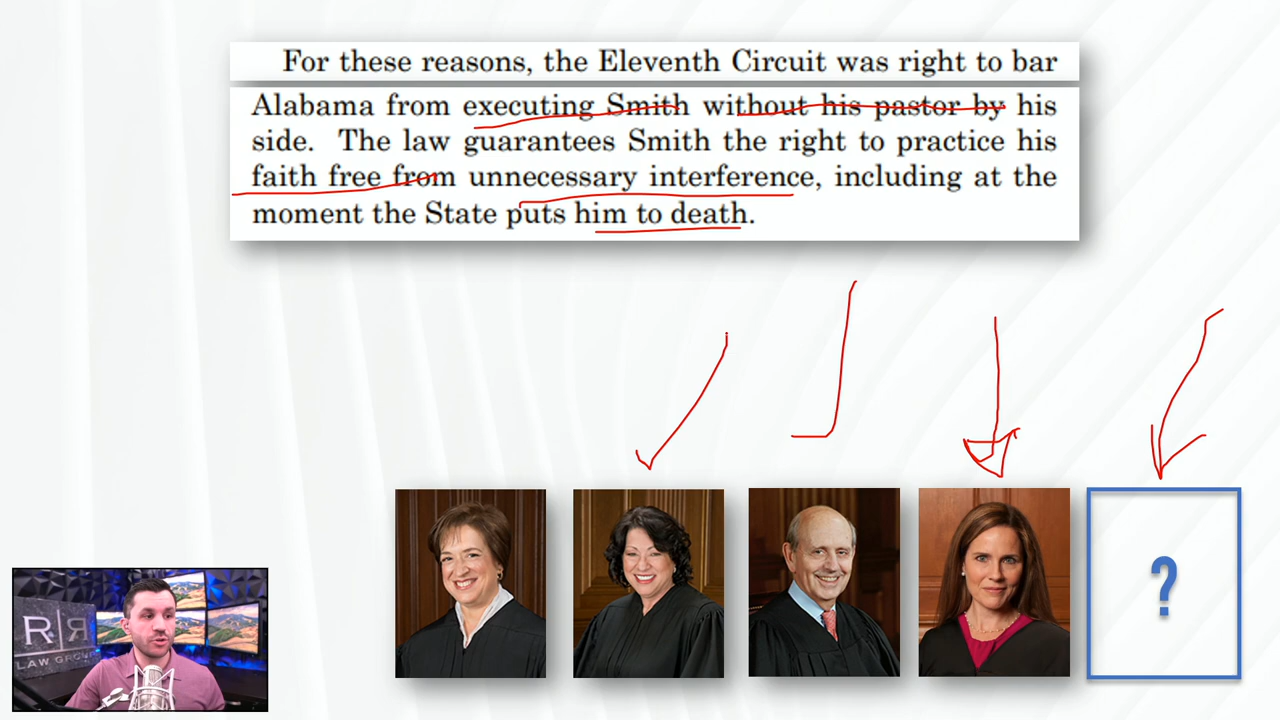 For these reasons, the Eleventh Circuit was right to bar
Alabama from executing Smith without his pastor by his
side. The law guarantees Smith the right to practice his
faith free from unnecessary interference, including at the
moment the State puts him to death.
?
R|R
LAW GROUP